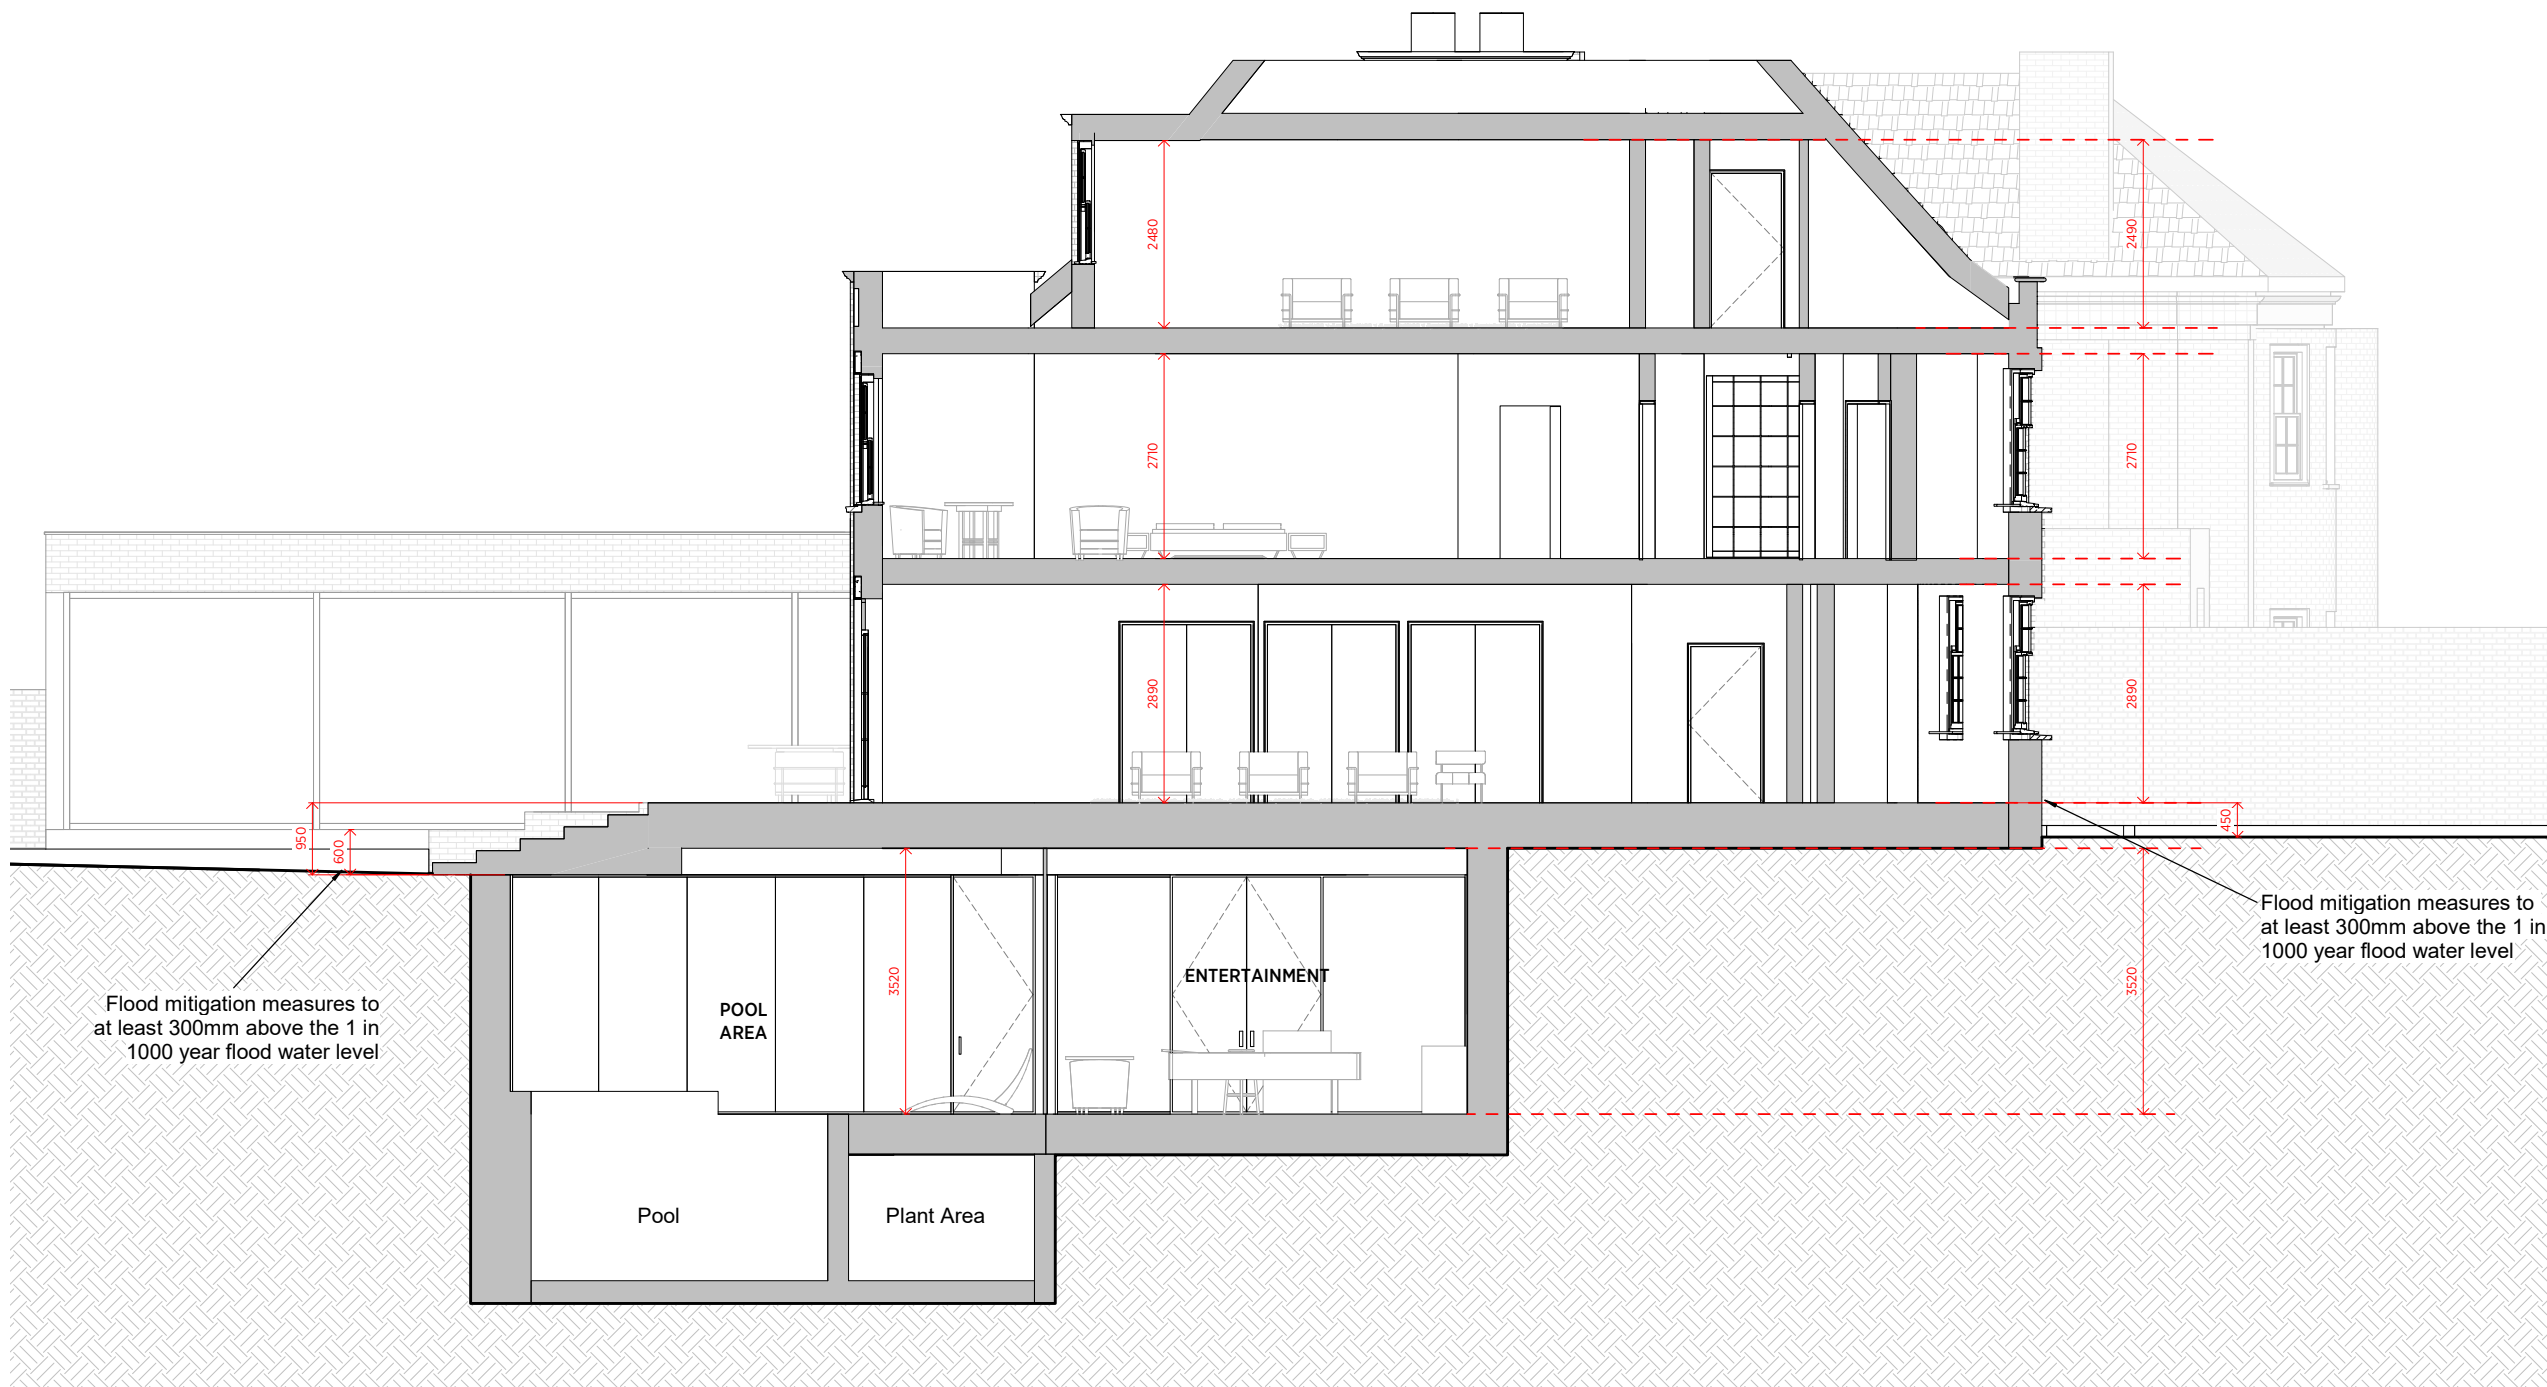 2480
2490
2710
2710
2890
2890
950
600
450
Flood mitigation measures to
at least 300mm above the 1 in
1000 year flood water level
3520
3520
ENTERTAINMENT
POOL
AREA
Flood mitigation measures to
at least 300mm above the 1 in
1000 year flood water level
Pool
Plant Area